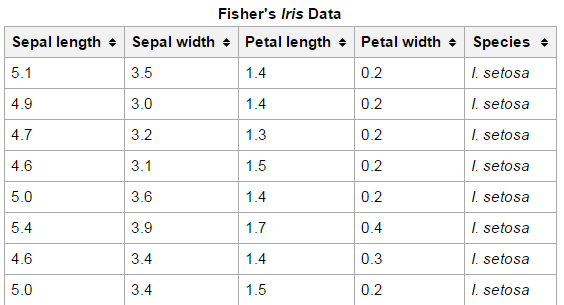 Fisher's Iris Data
Sepal length Sepal width Petal length Petal width Species
5.1 3.5 1.4 0.2 I. setosa
4.9 3.0 1.4 0.2 I. setosa
4.7 3.2 1.3 0.2 I. setosa
4.6 3.1 1.5 0.2 I. setosa
5.0 3.6 1.4 0.2 I. setosa
5.4 3.9 1.7 0.4 I. setosa
4.6 3.4 1.4 0.3 I. setosa
5.0 3.4 1.5 0.2 I. setosa